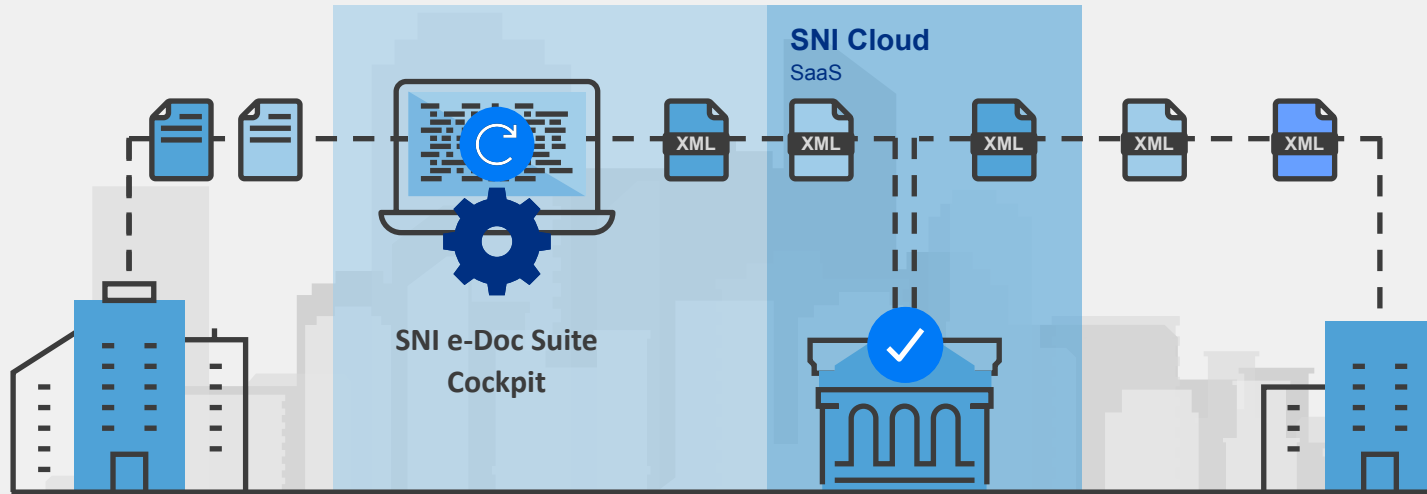 SNI Cloud
SaaS
XML
XML
XML
XML
XML
SNI e-Doc Suite
Cockpit